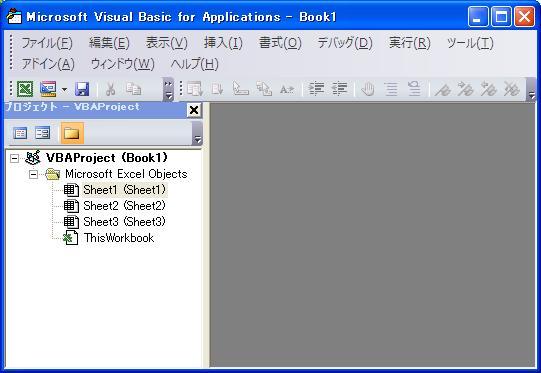 Microsoft Visual Basic for Applications - Book1
ファイル(F) 編集(E) 表示(V) 挿入(I) 書式(O) デバッグ(D) 実行(R) ツール(T)
アドイン(A) ウィンドウ(W) ヘルプ(H)
プロジェクト - VBAProject
VBAProject (Book1)
Microsoft Excel Objects
Sheet1 (Sheet1)
Sheet2 (Sheet2)
Sheet3 (Sheet3)
ThisWorkbook